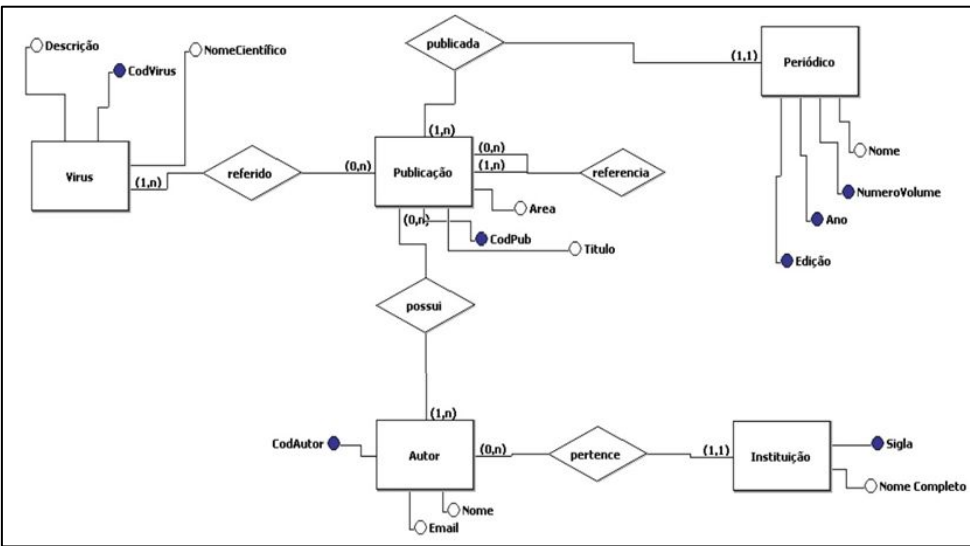 publicada
Descrição
NomeCientífico
CodVirus
(1,1)
Periódico
(1,n)
Virus
(1,n)
referido
(0,n)
Publicação
(0,n)
(1,n)
referencia
Nome
NumeroVolume
Ano
Edição
Area
(0,n)
CodPub
Titulo
possui
(1,n)
CodAutor
Autor
(0,n)
pertence
(1,1)
Instituição
Sigla
Nome Completo
Nome
Email